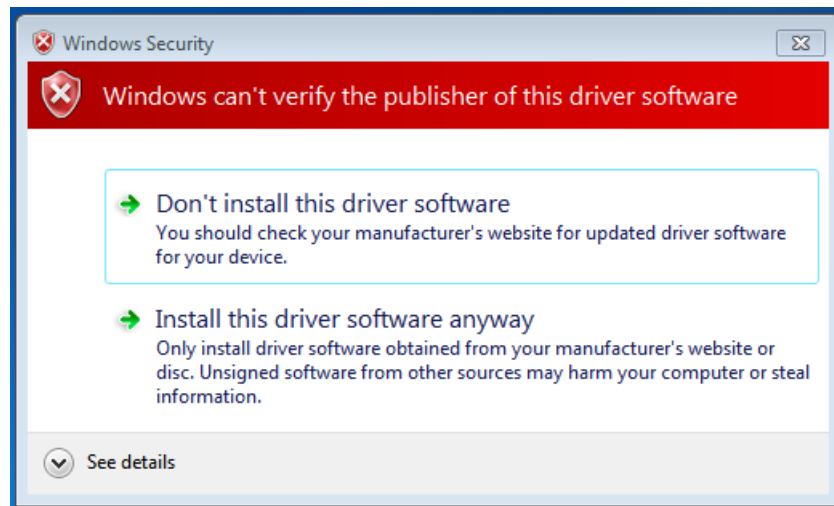 Windows Security
Windows can't verify the publisher of this driver software
Don't install this driver software
You should check your manufacturer's website for updated driver software
for your device.
Install this driver software anyway
Only install driver software obtained from your manufacturer's website or
disc. Unsigned software from other sources may harm your computer or steal
information.
See details